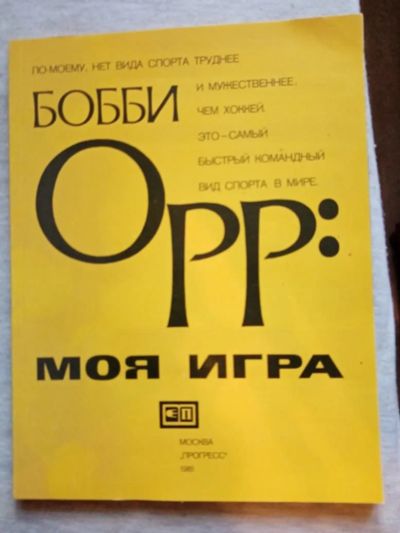 ПО-МОЕМУ, НЕТ ВИДА СПОРТА ТРУДНЕЕ
И МУЖЕСТВЕННЕЕ,
ЧЕМ ХОККЕЙ.
ЭТО – САМЫЙ
БЫСТРЫЙ КОМАНДНЫЙ
ВИД СПОРТА В МИРЕ.
БОББИ
ОРР:
МОЯ ИГРА
МОСКВА
„ПРОГРЕСС"